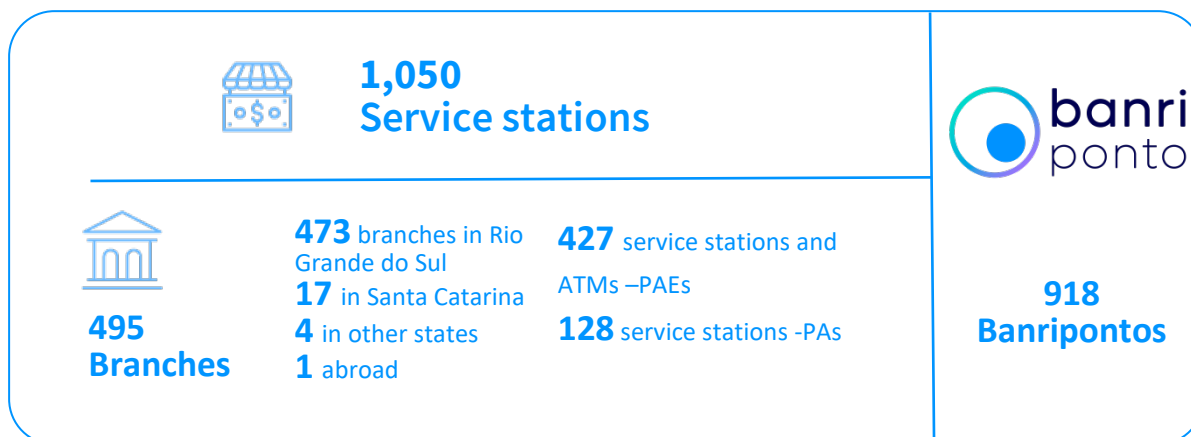 1,050
Service stations
banri
ponto
$
495
Branches
473 branches in Rio
Grande do Sul
17 in Santa Catarina
4 in other states
1 abroad
427 service stations and
ATMs –PAEs
128 service stations -PAs
918
Banripontos